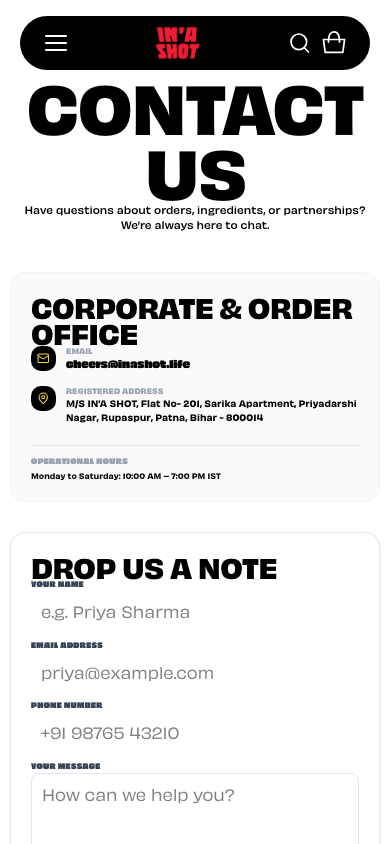 IN'A
SHOT
CONTACT
US
Have questions about orders, ingredients, or partnerships?
We're always here to chat.
CORPORATE & ORDER
OFFICE
EMAIL
cheers@inashot.life
REGISTERED ADDRESS
M/S IN'A SHOT, Flat No- 201, Sarika Apartment, Priyadarshi
Nagar, Rupaspur, Patna, Bihar - 800014
OPERATIONAL HOURS
Monday to Saturday: 10:00 AM – 7:00 PM IST
DROP US A NOTE
YOUR NAME
e.g. Priya Sharma
EMAIL ADDRESS
priya@example.com
PHONE NUMBER
+91 98765 43210
YOUR MESSAGE
How can we help you?